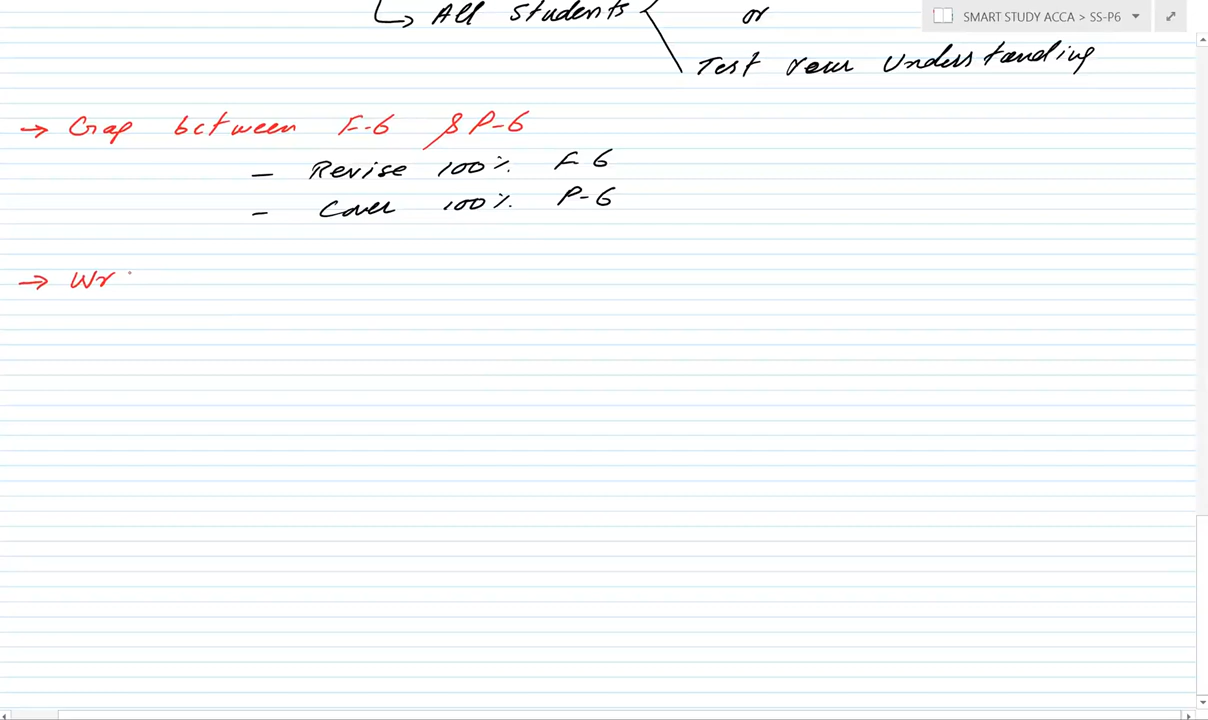 SMART STUDY ACCA > SS-P6
↳ All Students < or
Test your Understanding
→ Gap between F-6 & P-6
- Revise 100% F 6
- Cover 100% P-6
→ Wr